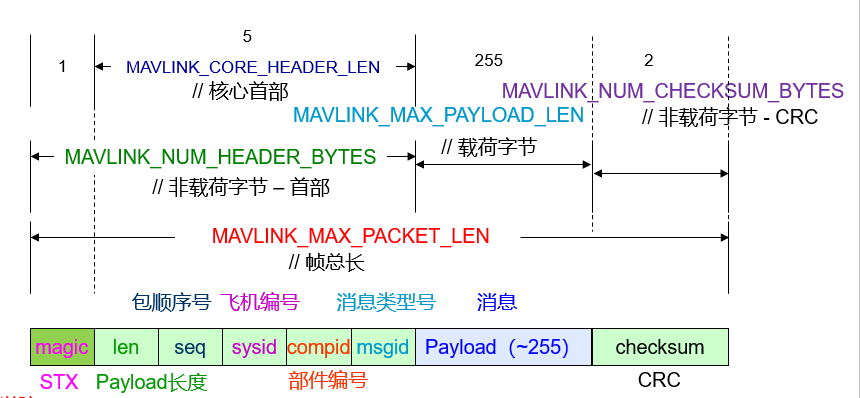 5
1
MAVLINK_CORE_HEADER_LEN
255
2
// 核心首部
MAVLINK_NUM_CHECKSUM_BYTES
MAVLINK_MAX_PAYLOAD_LEN
// 非载荷字节 - CRC
MAVLINK_NUM_HEADER_BYTES
// 载荷字节
// 非载荷字节 – 首部
MAVLINK_MAX_PACKET_LEN
// 帧总长
包顺序号 飞机编号 消息类型号 消息
magic len seq sysid compid msgid Payload（~255） checksum
STX Payload长度 部件编号 CRC